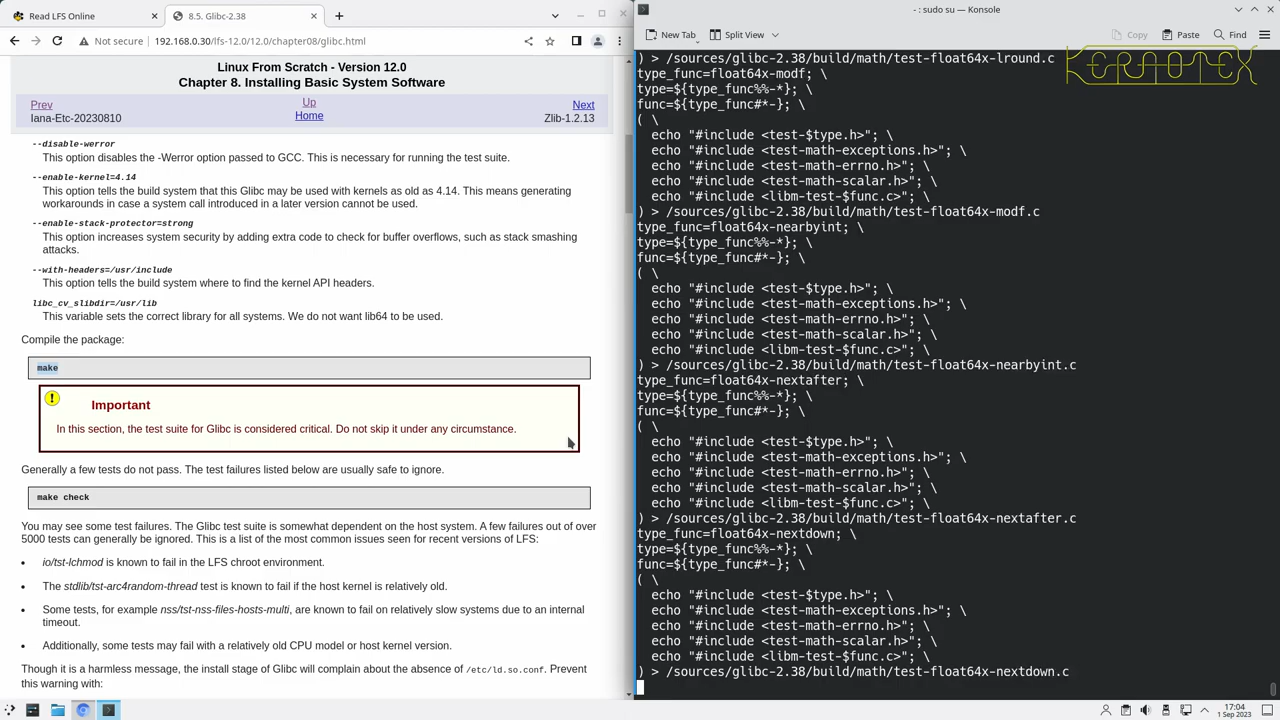 Read LFS Online
8.5. Glibc-2.38
Not secure
192.168.0.30/lfs-12.0/12.0/chapter08/glibc.html
Linux From Scratch - Version 12.0
Chapter 8. Installing Basic System Software
Prev
Up
Next
Iana-Etc-20230810
Home
Zlib-1.2.13
--disable-werror
This option disables the -Werror option passed to GCC. This is necessary for running the test suite.
--enable-kernel=4.14
This option tells the build system that this Glibc may be used with kernels as old as 4.14. This means generating
workarounds in case a system call introduced in a later version cannot be used.
--enable-stack-protector=strong
This option increases system security by adding extra code to check for buffer overflows, such as stack smashing
attacks.
--with-headers=/usr/include
This option tells the build system where to find the kernel API headers.
libc_cv_slibdir=/usr/lib
This variable sets the correct library for all systems. We do not want lib64 to be used.
Compile the package:
make
Important
In this section, the test suite for Glibc is considered critical. Do not skip it under any circumstance.
Generally a few tests do not pass. The test failures listed below are usually safe to ignore.
make check
You may see some test failures. The Glibc test suite is somewhat dependent on the host system. A few failures out of over
5000 tests can generally be ignored. This is a list of the most common issues seen for recent versions of LFS:
• io/tst-lchmod is known to fail in the LFS chroot environment.
• The stdlib/tst-arc4random-thread test is known to fail if the host kernel is relatively old.
• Some tests, for example nss/tst-nss-files-hosts-multi, are known to fail on relatively slow systems due to an internal
timeout.
• Additionally, some tests may fail with a relatively old CPU model or host kernel version.
Though it is a harmless message, the install stage of Glibc will complain about the absence of /etc/ld.so.conf. Prevent
this warning with:
- : sudo su — Konsole
New Tab
Split View
Copy
Paste
Find
KERNOTEX
) > /sources/glibc-2.38/build/math/test-float64x-lround.c
type_func=float64x-modf; \
type=${type_func%%-*}; \
func=${type_func#*-}; \
( \
echo "#include <test-$type.h>"; \
echo "#include <test-math-exceptions.h>"; \
echo "#include <test-math-errno.h>"; \
echo "#include <test-math-scalar.h>"; \
echo "#include <libm-test-$func.c>"; \
) > /sources/glibc-2.38/build/math/test-float64x-modf.c
type_func=float64x-nearbyint; \
type=${type_func%%-*}; \
func=${type_func#*-}; \
( \
echo "#include <test-$type.h>"; \
echo "#include <test-math-exceptions.h>"; \
echo "#include <test-math-errno.h>"; \
echo "#include <test-math-scalar.h>"; \
echo "#include <libm-test-$func.c>"; \
) > /sources/glibc-2.38/build/math/test-float64x-nearbyint.c
type_func=float64x-nextafter; \
type=${type_func%%-*}; \
func=${type_func#*-}; \
( \
echo "#include <test-$type.h>"; \
echo "#include <test-math-exceptions.h>"; \
echo "#include <test-math-errno.h>"; \
echo "#include <test-math-scalar.h>"; \
echo "#include <libm-test-$func.c>"; \
) > /sources/glibc-2.38/build/math/test-float64x-nextafter.c
type_func=float64x-nextdown; \
type=${type_func%%-*}; \
func=${type_func#*-}; \
( \
echo "#include <test-$type.h>"; \
echo "#include <test-math-exceptions.h>"; \
echo "#include <test-math-errno.h>"; \
echo "#include <test-math-scalar.h>"; \
echo "#include <libm-test-$func.c>"; \
) > /sources/glibc-2.38/build/math/test-float64x-nextdown.c
17:04
1 Sep 2023